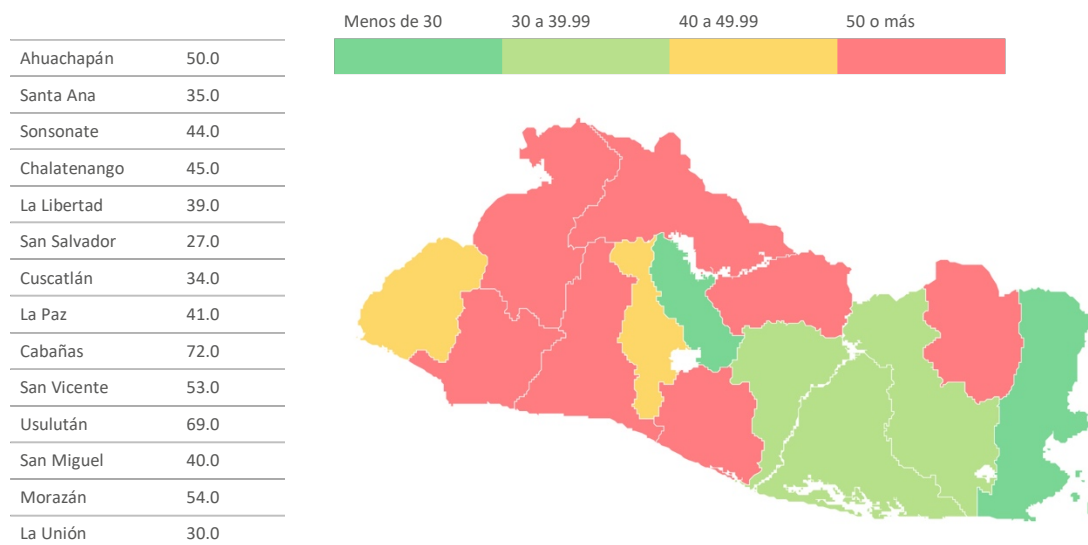 Menos de 30 30 a 39.99 40 a 49.99 50 o más
Ahuachapán 50.0
Santa Ana 35.0
Sonsonate 44.0
Chalatenango 45.0
La Libertad 39.0
San Salvador 27.0
Cuscatlán 34.0
La Paz 41.0
Cabañas 72.0
San Vicente 53.0
Usulután 69.0
San Miguel 40.0
Morazán 54.0
La Unión 30.0